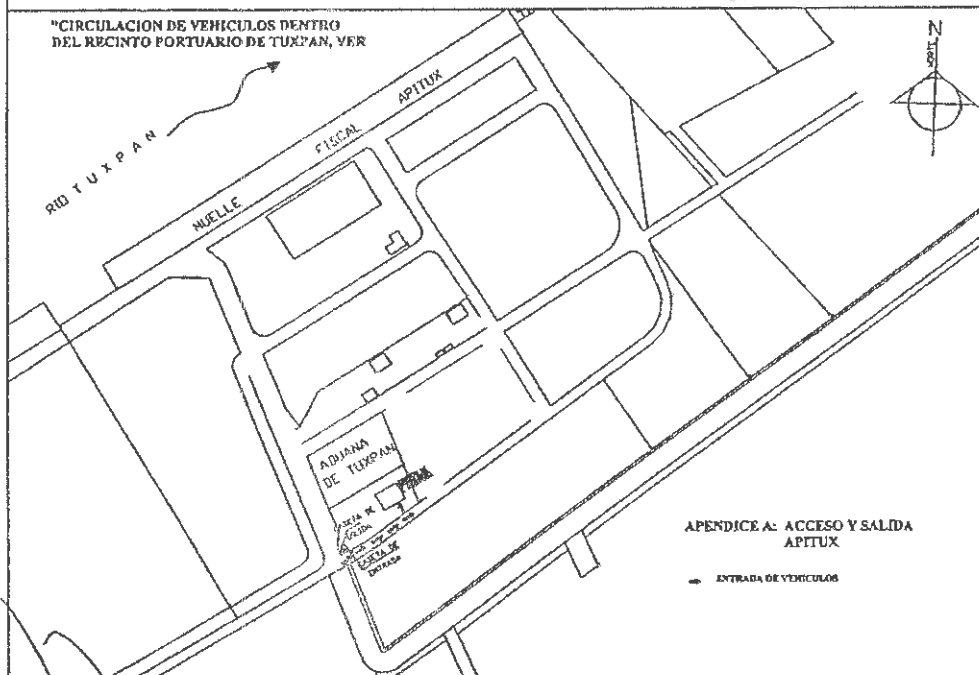 "CIRCULACION DE VEHICULOS DENTRO
DEL RECINTO PORTUARIO DE TUXPAN, VER
RIO TUXPAN
MUELLE FISCAL APITUX
N
ADUANA
DE TUXPAN
CASETA DE
SALIDA
CASETA DE
ENTRADA
APENDICE A: ACCESO Y SALIDA
APITUX
ENTRADA DE VEHICULOS